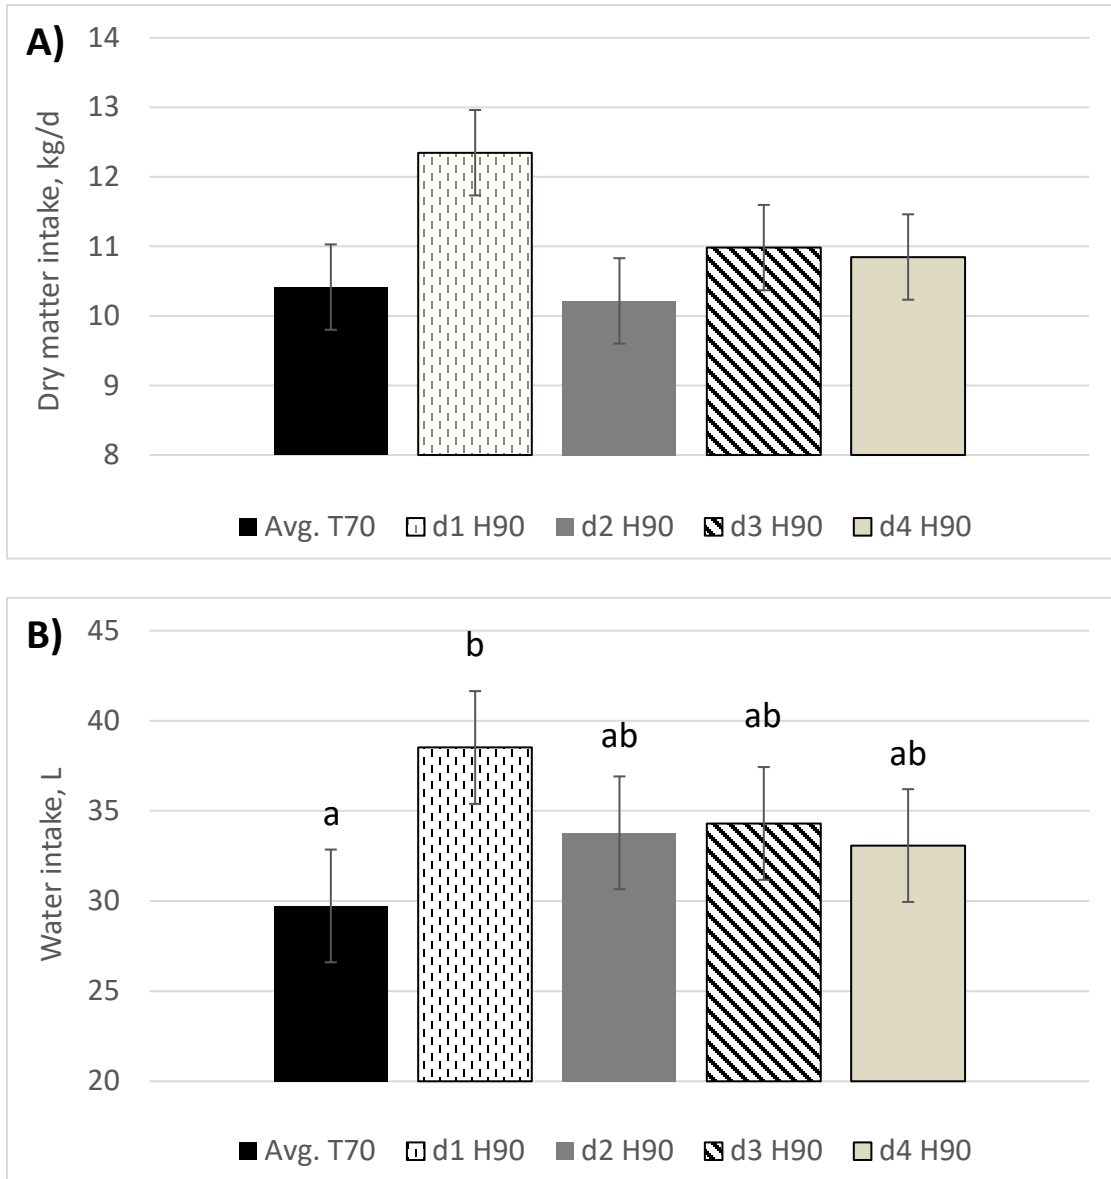 A)
Dry matter intake, kg/d
14
13
12
11
10
9
8
Avg. T70 d1 H90 d2 H90 d3 H90 d4 H90
B)
Water intake, L
45
40
35
30
25
20
a
b
ab
ab
ab
Avg. T70 d1 H90 d2 H90 d3 H90 d4 H90